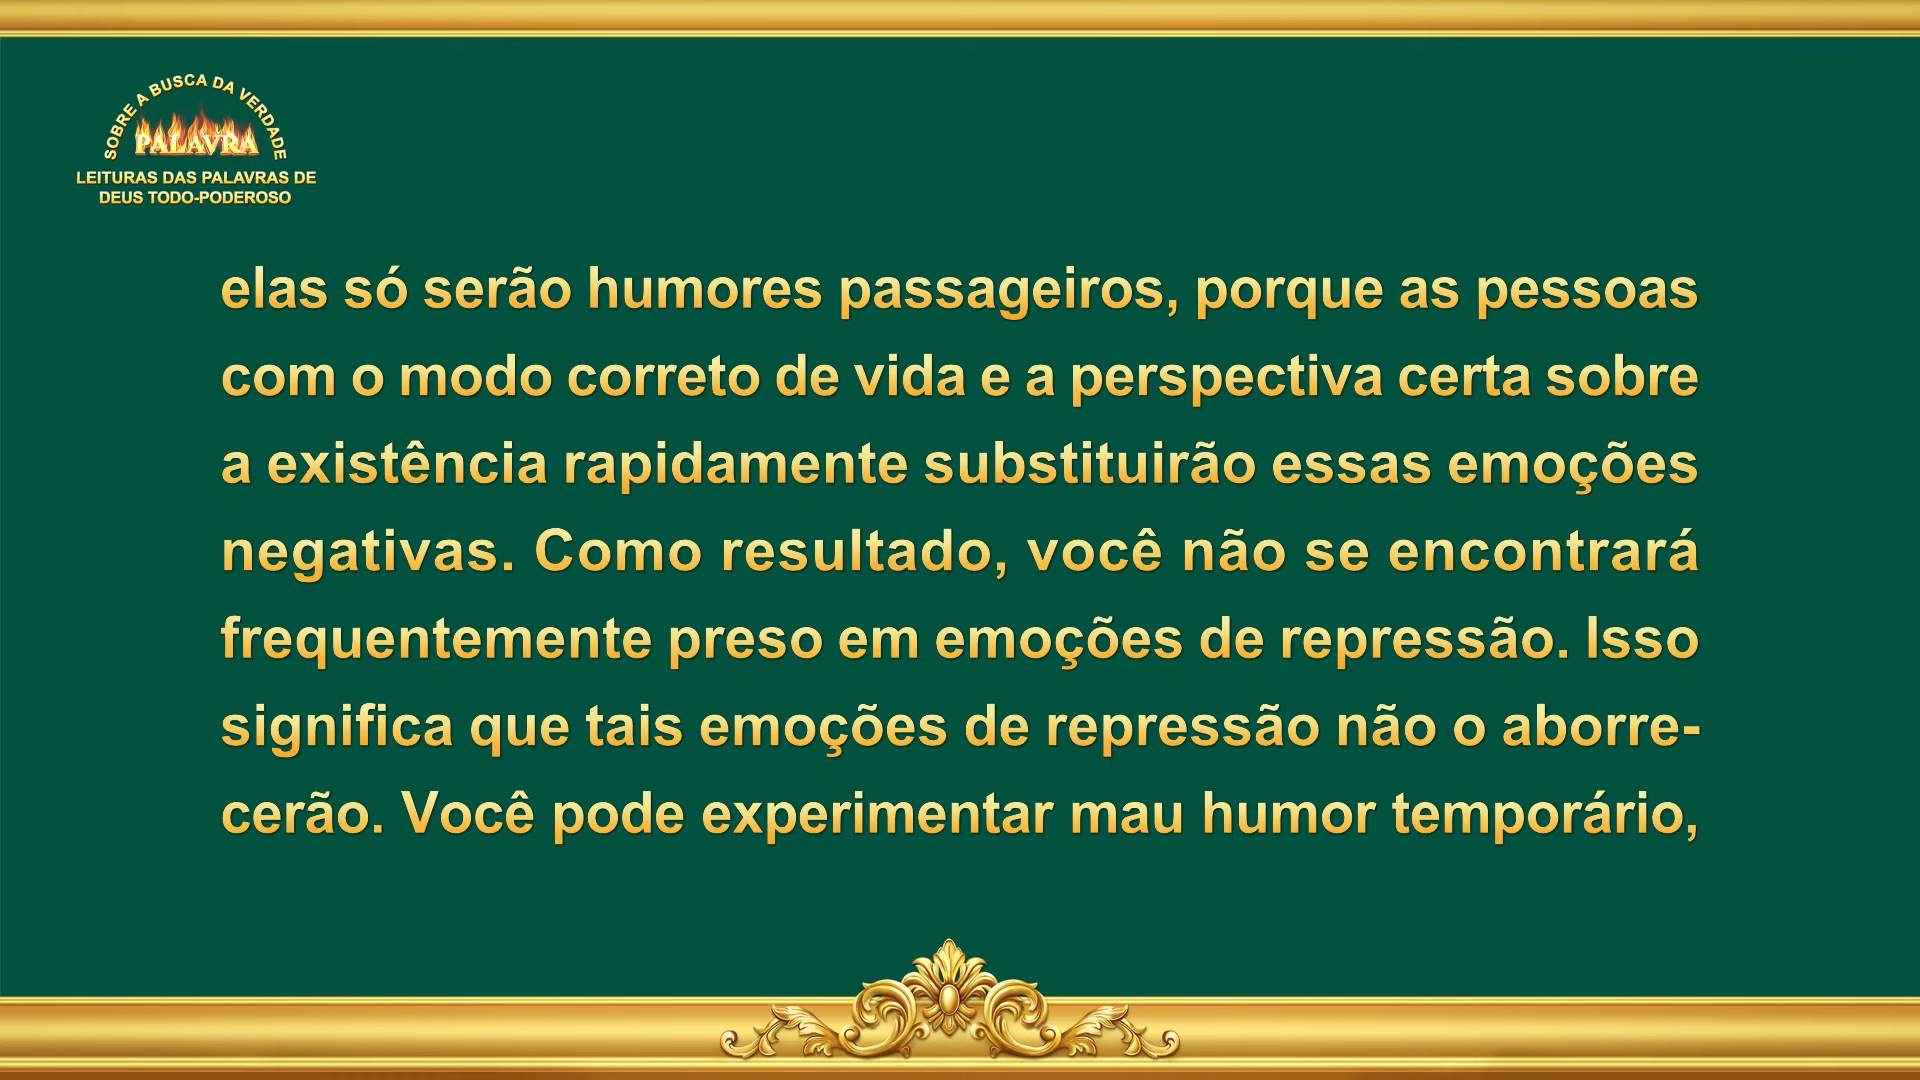 SOBRE A BUSCA DA VERDADE
PALAVRA
LEITURAS DAS PALAVRAS DE
DEUS TODO-PODEROSO
elas só serão humores passageiros, porque as pessoas
com o modo correto de vida e a perspectiva certa sobre
a existência rapidamente substituirão essas emoções
negativas. Como resultado, você não se encontrará
frequentemente preso em emoções de repressão. Isso
significa que tais emoções de repressão não o aborre-
cerão. Você pode experimentar mau humor temporário,